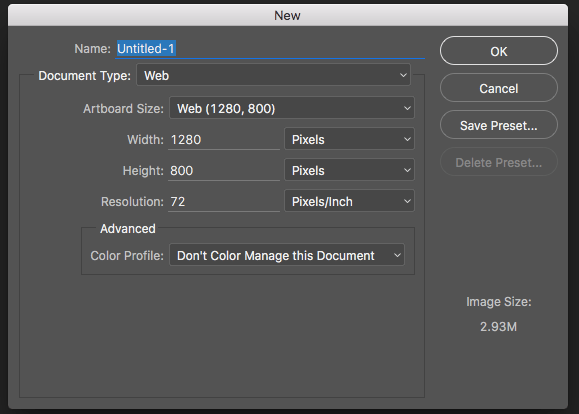 New
Name: Untitled-1
OK
Document Type: Web
Cancel
Artboard Size: Web (1280, 800)
Save Preset...
Width: 1280 Pixels
Height: 800 Pixels
Delete Preset...
Resolution: 72 Pixels/Inch
Advanced
Color Profile: Don't Color Manage this Document
Image Size:
2.93M